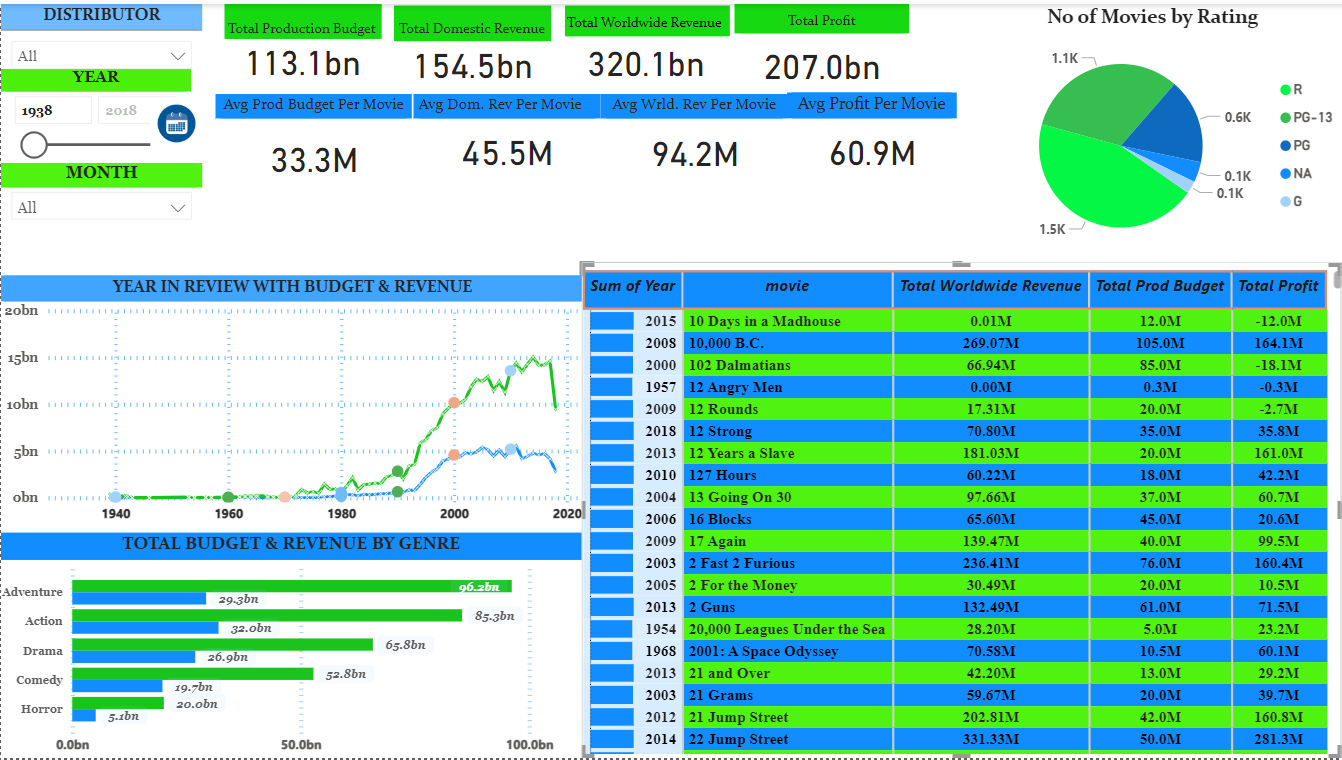 DISTRIBUTOR
All
YEAR
1938 2018
MONTH
All
Total Production Budget Total Domestic Revenue Total Worldwide Revenue Total Profit
113.1bn 154.5bn 320.1bn 207.0bn
Avg Prod Budget Per Movie Avg Dom. Rev Per Movie Avg Wrld. Rev Per Movie Avg Profit Per Movie
33.3M 45.5M 94.2M 60.9M
No of Movies by Rating
1.1K
0.6K
0.1K
0.1K
1.5K
R
PG-13
PG
NA
G
YEAR IN REVIEW WITH BUDGET & REVENUE
20bn
15bn
10bn
5bn
0bn
1940 1960 1980 2000 2020
TOTAL BUDGET & REVENUE BY GENRE
Adventure 96.2bn
29.3bn
Action 85.3bn
32.0bn
Drama 65.8bn
26.9bn
Comedy 52.8bn
19.7bn
Horror 20.0bn
5.1bn
0.0bn 50.0bn 100.0bn
Sum of Year movie Total Worldwide Revenue Total Prod Budget Total Profit
2015 10 Days in a Madhouse 0.01M 12.0M -12.0M
2008 10,000 B.C. 269.07M 105.0M 164.1M
2000 102 Dalmatians 66.94M 85.0M -18.1M
1957 12 Angry Men 0.00M 0.3M -0.3M
2009 12 Rounds 17.31M 20.0M -2.7M
2018 12 Strong 70.80M 35.0M 35.8M
2013 12 Years a Slave 181.03M 20.0M 161.0M
2010 127 Hours 60.22M 18.0M 42.2M
2004 13 Going On 30 97.66M 37.0M 60.7M
2006 16 Blocks 65.60M 45.0M 20.6M
2009 17 Again 139.47M 40.0M 99.5M
2003 2 Fast 2 Furious 236.41M 76.0M 160.4M
2005 2 For the Money 30.49M 20.0M 10.5M
2013 2 Guns 132.49M 61.0M 71.5M
1954 20,000 Leagues Under the Sea 28.20M 5.0M 23.2M
1968 2001: A Space Odyssey 70.58M 10.5M 60.1M
2013 21 and Over 42.20M 13.0M 29.2M
2003 21 Grams 59.67M 20.0M 39.7M
2012 21 Jump Street 202.81M 42.0M 160.8M
2014 22 Jump Street 331.33M 50.0M 281.3M